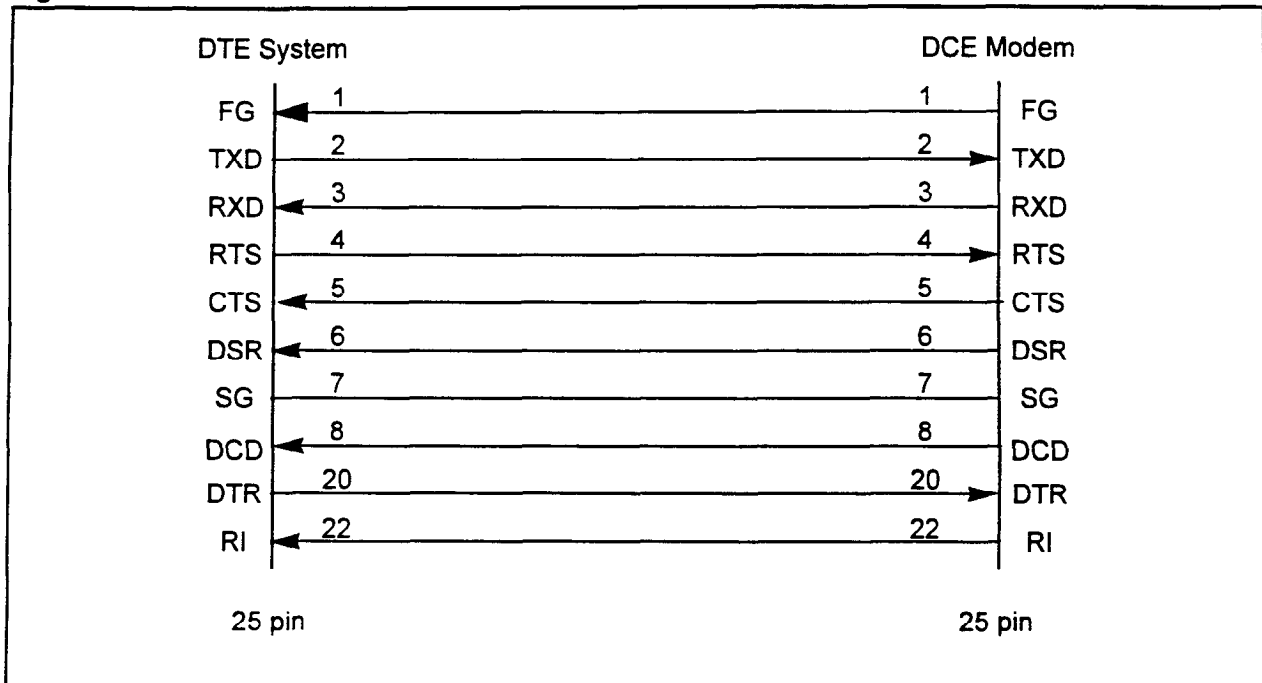 DTE System DCE Modem
FG 1 1 FG
TXD 2 2 TXD
RXD 3 3 RXD
RTS 4 4 RTS
CTS 5 5 CTS
DSR 6 6 DSR
SG 7 7 SG
DCD 8 8 DCD
DTR 20 20 DTR
RI 22 22 RI
25 pin 25 pin